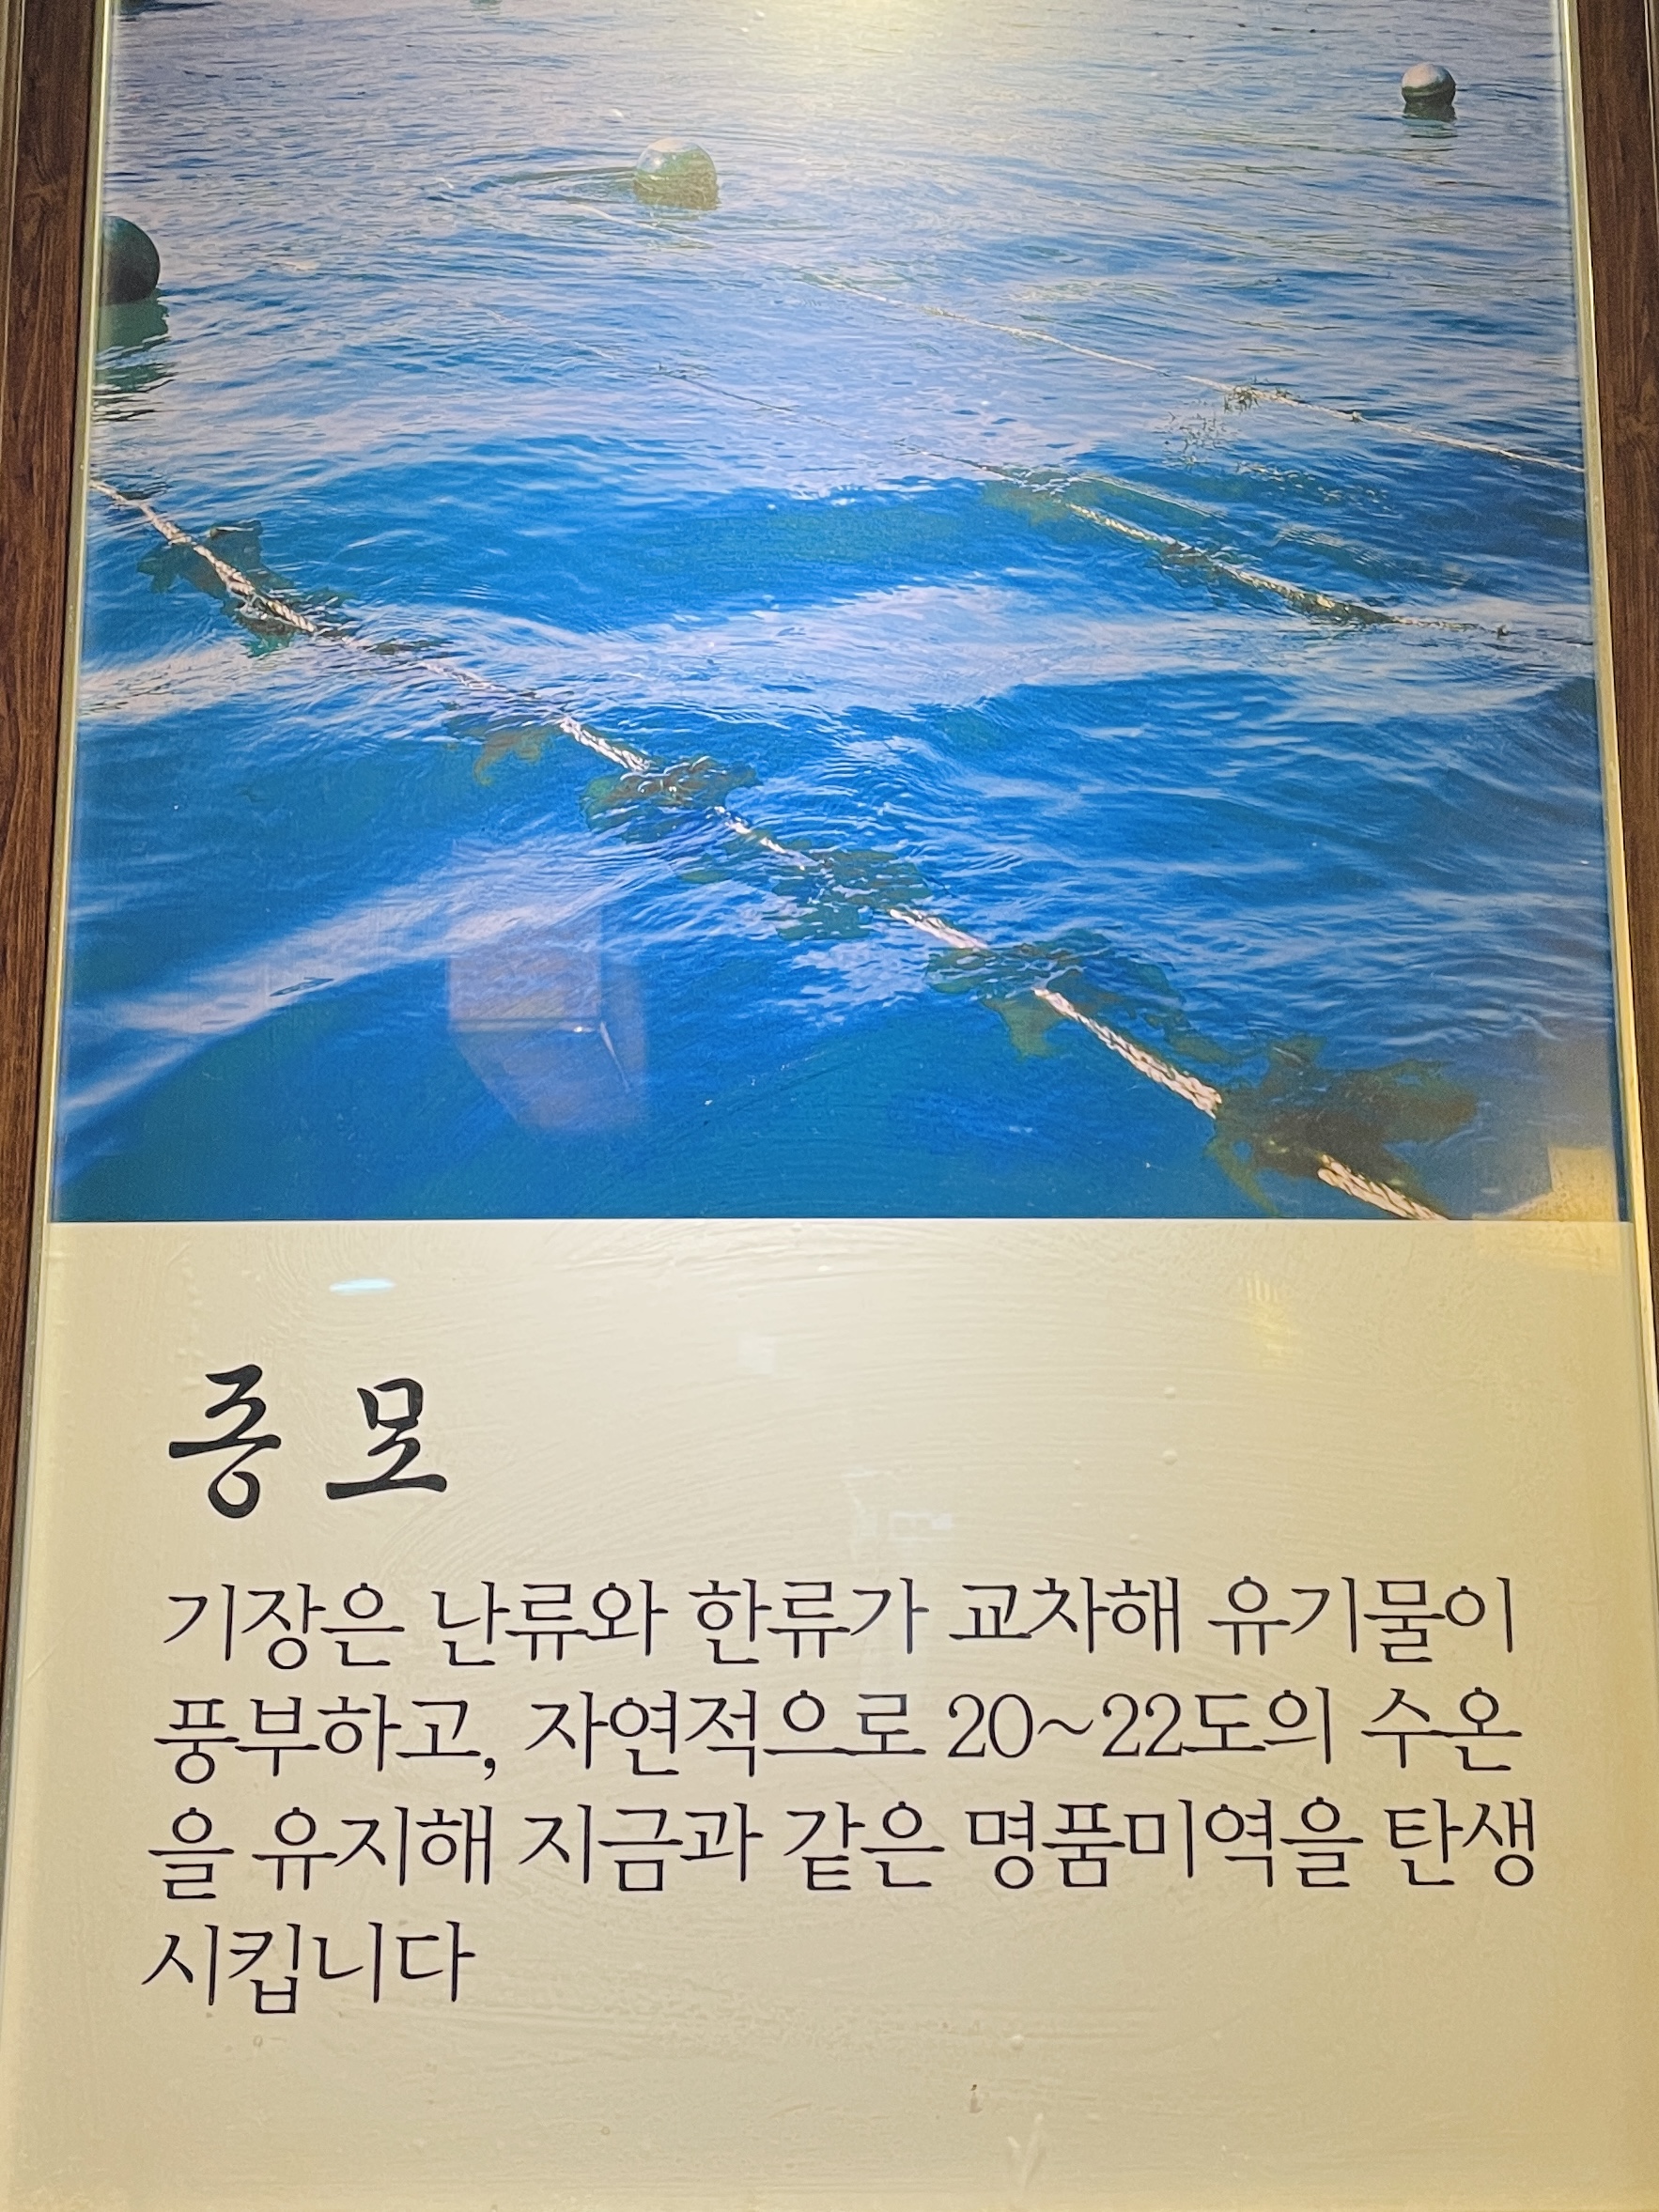 종모
기장은 난류와 한류가 교차해 유기물이
풍부하고, 자연적으로 20~22도의 수온
을 유지해 지금과 같은 명품미역을 탄생
시킵니다